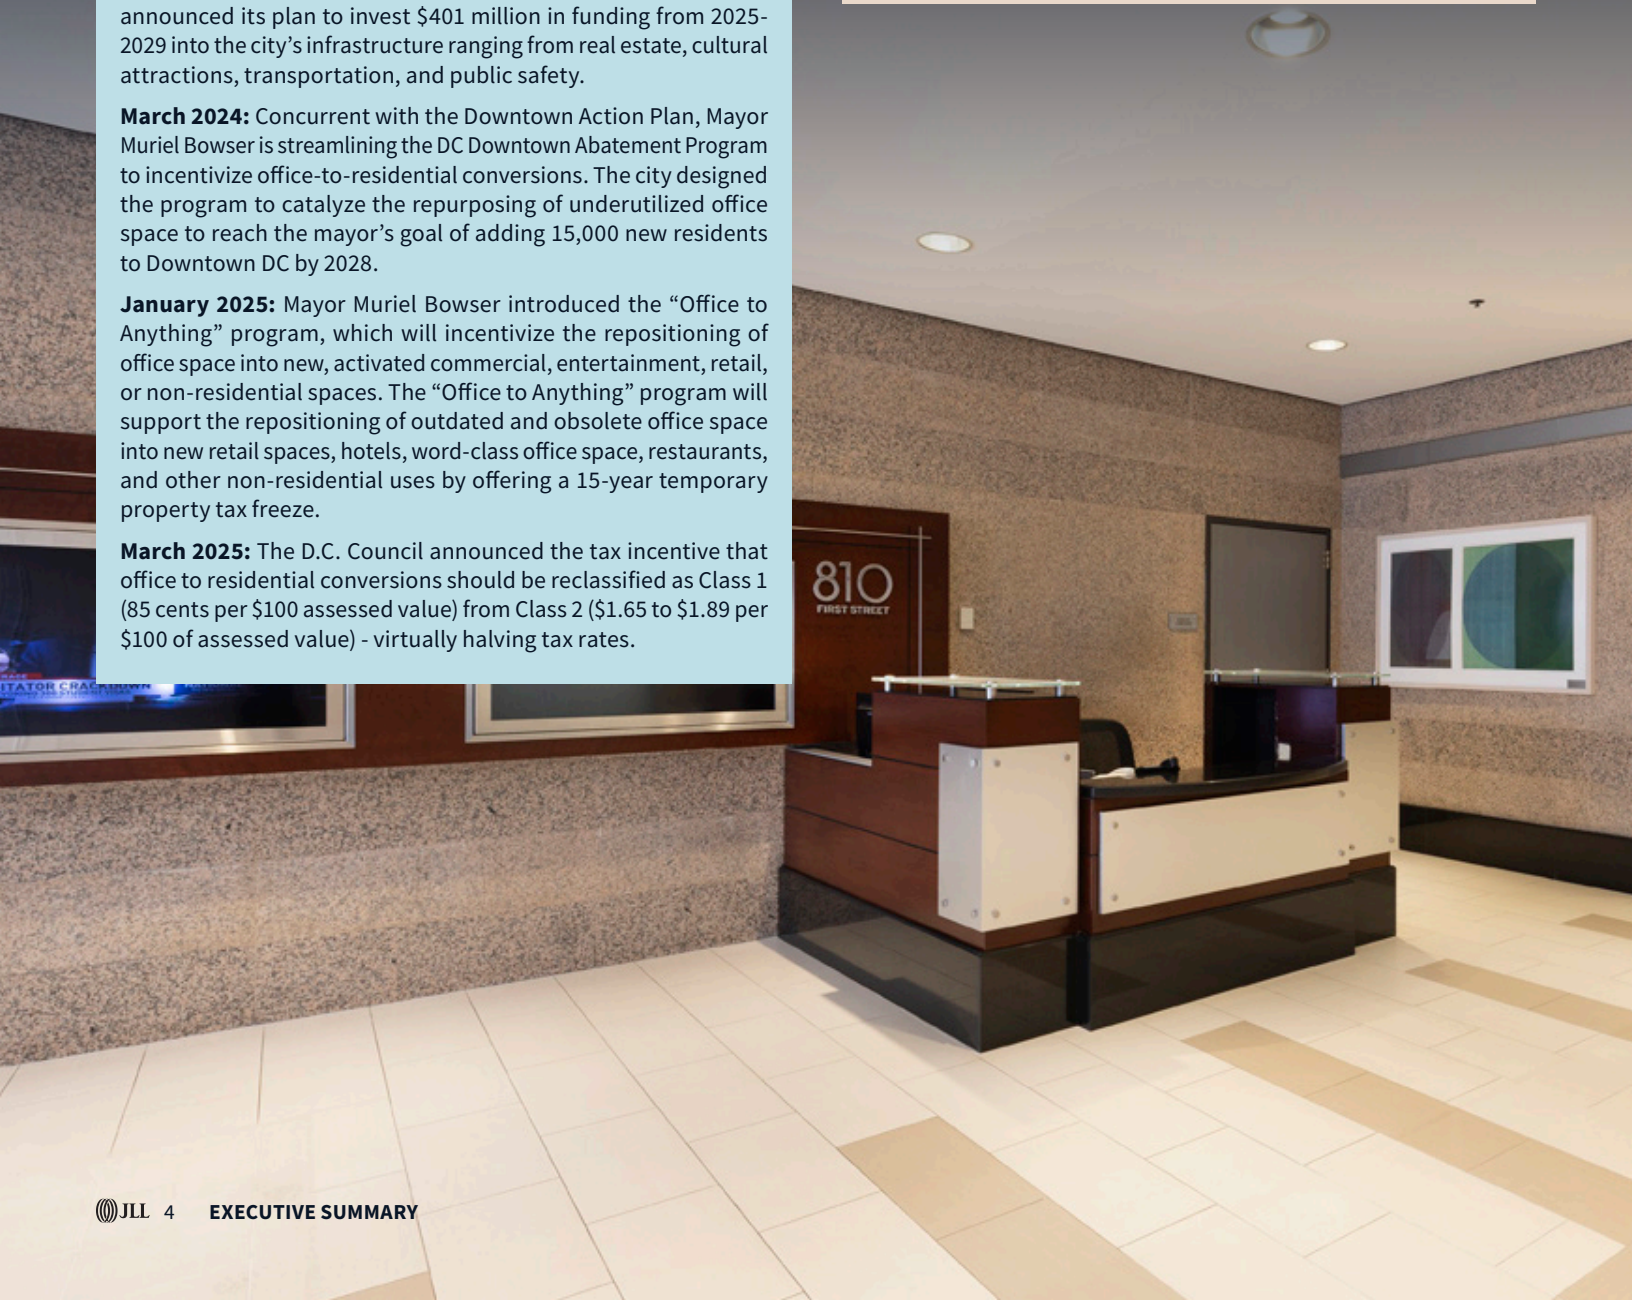 announced its plan to invest $401 million in funding from 2025-
2029 into the city’s infrastructure ranging from real estate, cultural
attractions, transportation, and public safety.
March 2024: Concurrent with the Downtown Action Plan, Mayor
Muriel Bowser is streamlining the DC Downtown Abatement Program
to incentivize office-to-residential conversions. The city designed
the program to catalyze the repurposing of underutilized office
space to reach the mayor’s goal of adding 15,000 new residents
to Downtown DC by 2028.
January 2025: Mayor Muriel Bowser introduced the “Office to
Anything” program, which will incentivize the repositioning of
office space into new, activated commercial, entertainment, retail,
or non-residential spaces. The “Office to Anything” program will
support the repositioning of outdated and obsolete office space
into new retail spaces, hotels, word-class office space, restaurants,
and other non-residential uses by offering a 15-year temporary
property tax freeze.
March 2025: The D.C. Council announced the tax incentive that
office to residential conversions should be reclassified as Class 1
(85 cents per $100 assessed value) from Class 2 ($1.65 to $1.89 per
$100 of assessed value) - virtually halving tax rates.
810
FIRST STREET
ITATOR CRACKDOWN
JLL 4 EXECUTIVE SUMMARY